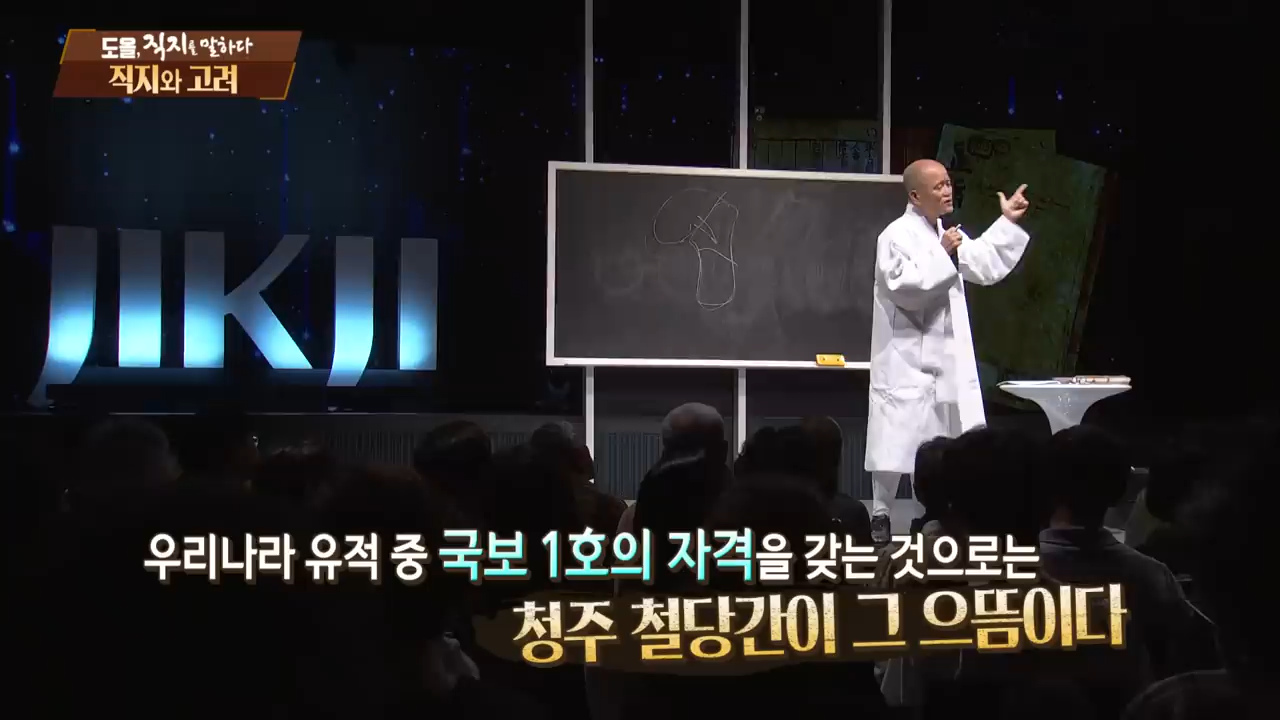 도올, 직지를 말하다
직지와 고려
JIKJI
우리나라 유적 중 국보 1호의 자격을 갖는 것으로는
청주 철당간이 그 으뜸이다